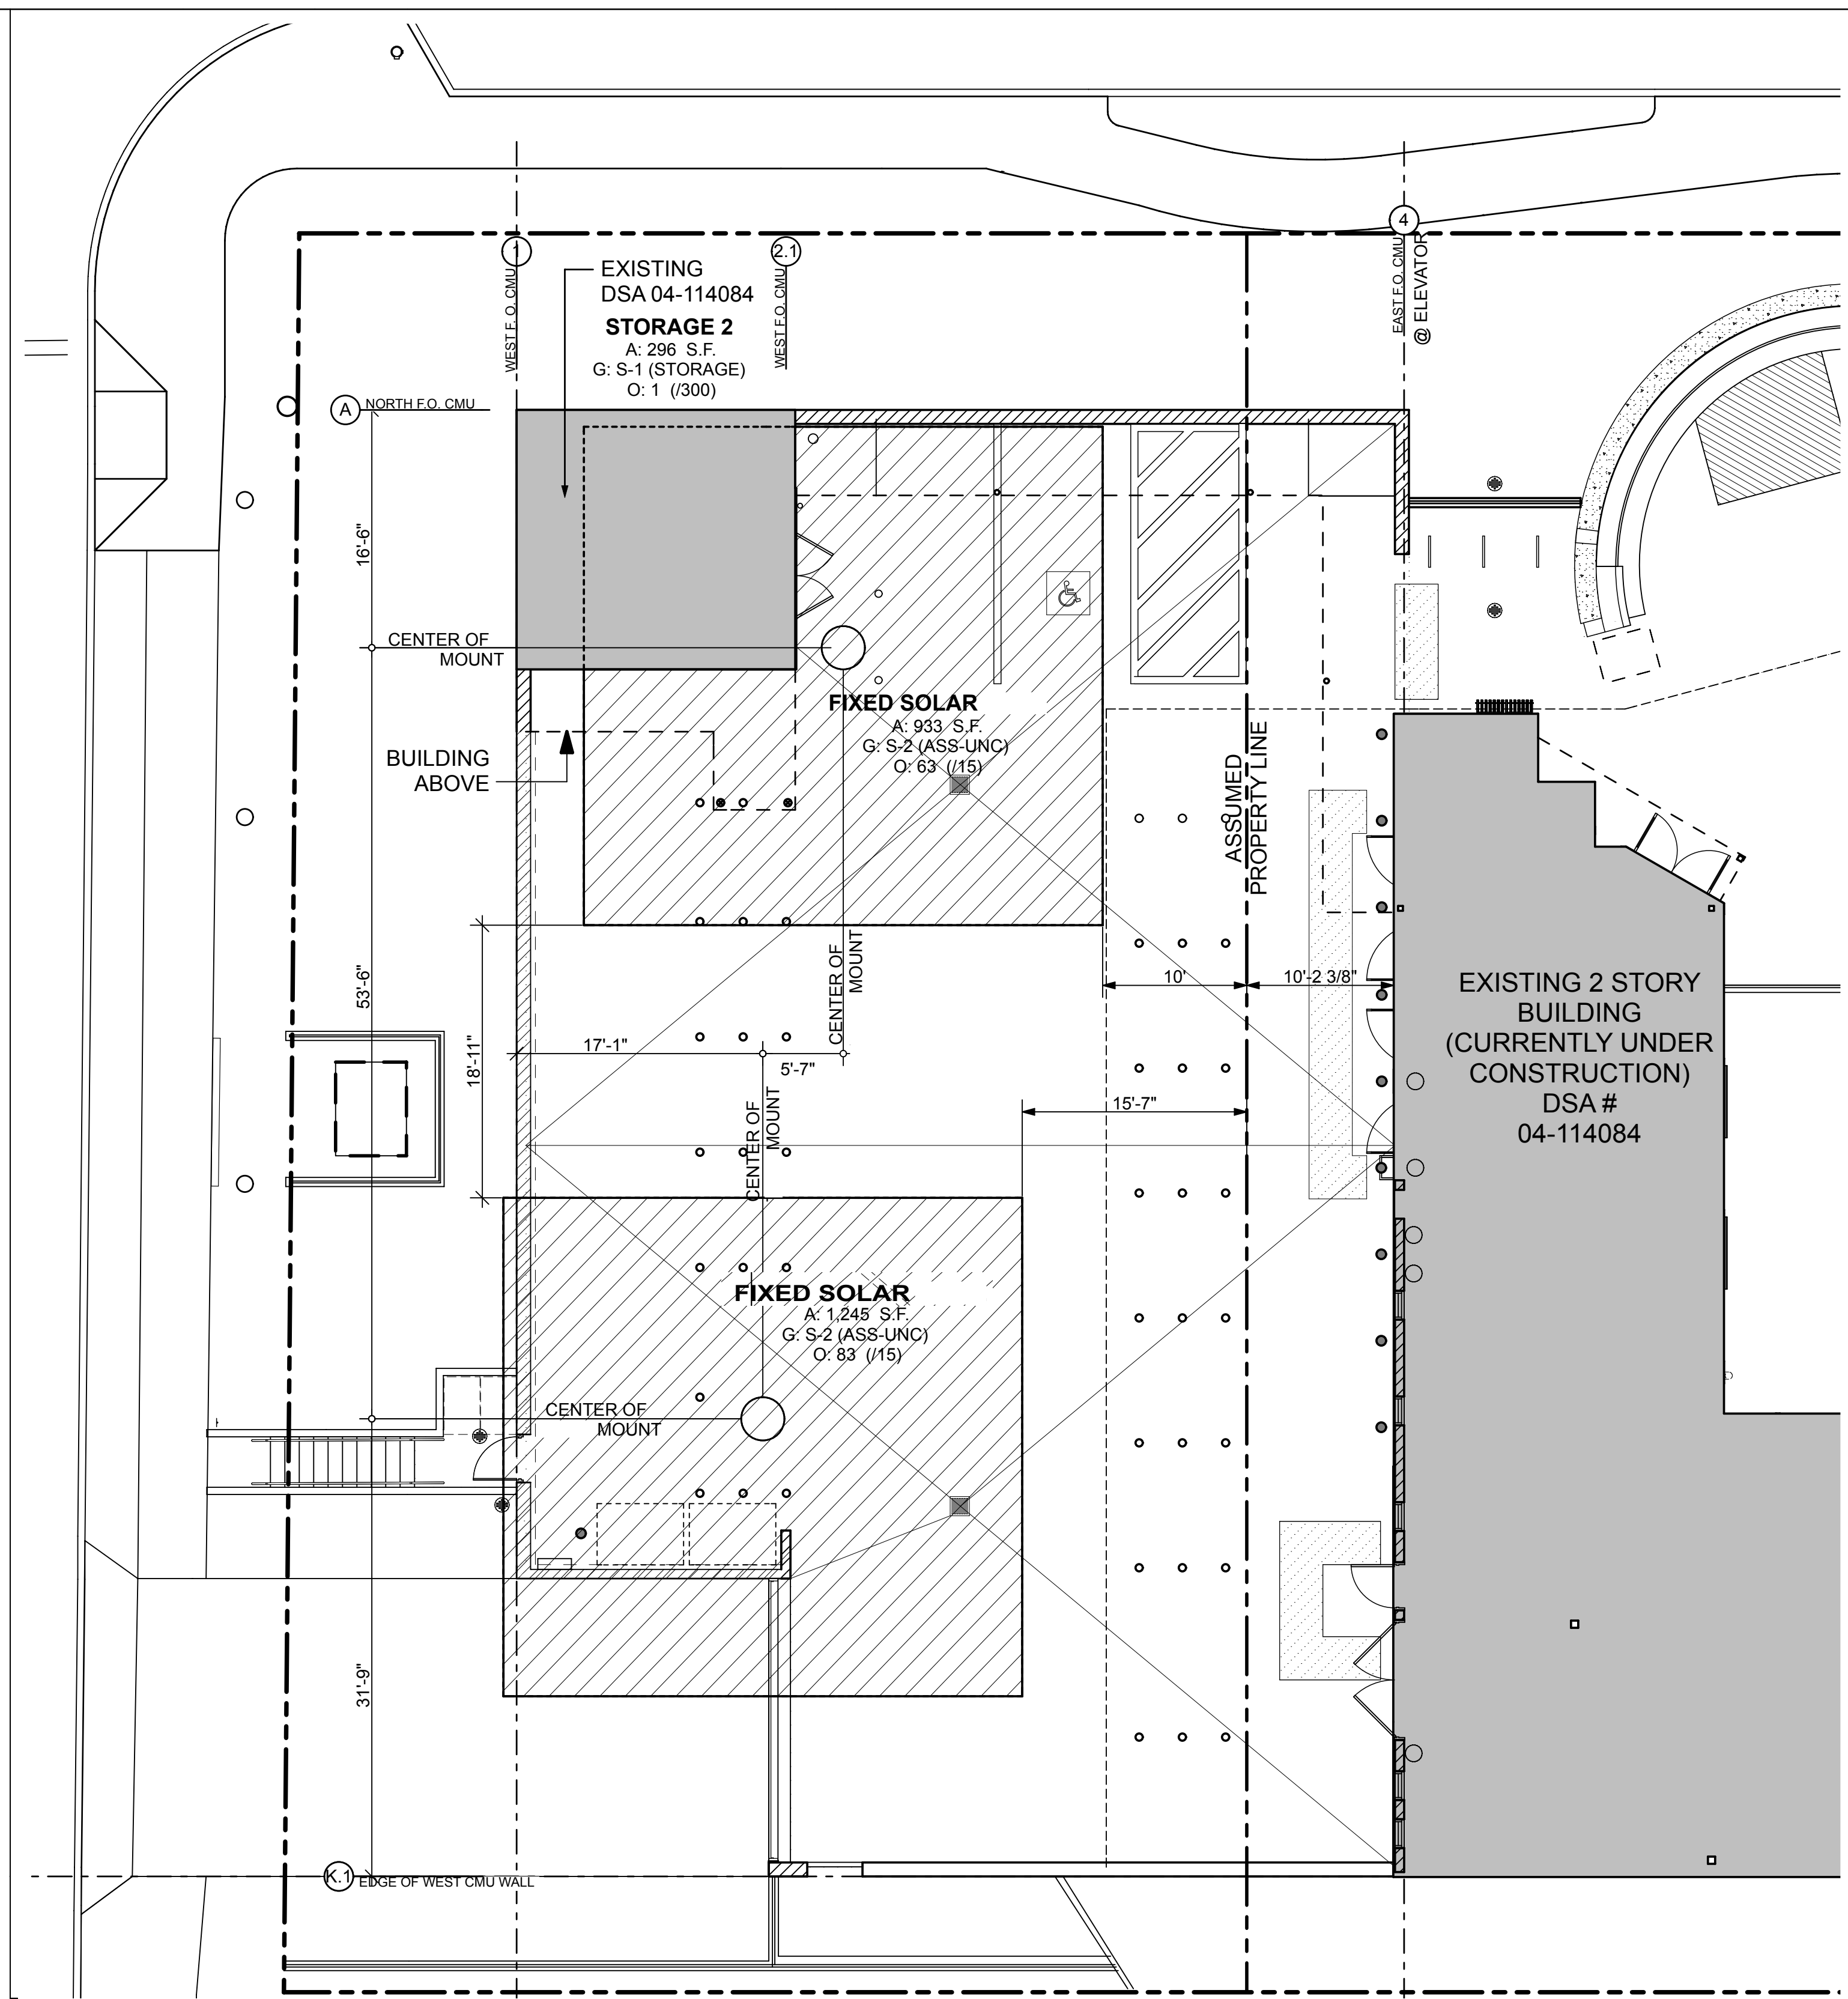 4
1
2.1
WEST F. O. CMU
WEST F.O. CMU
EAST F.O. CMU
@ ELEVATOR
EXISTING
DSA 04-114084
STORAGE 2
A: 296 S.F.
G: S-1 (STORAGE)
O: 1 (/300)
A
NORTH F.O. CMU
16'-6"
CENTER OF
MOUNT
FIXED SOLAR
A: 933 S.F.
G: S-2 (ASS-UNC)
O: 63 (/15)
BUILDING
ABOVE
ASSUMED
PROPERTY LINE
53'-6"
18'-11"
CENTER OF
MOUNT
10'
10'-2 3/8"
EXISTING 2 STORY
BUILDING
(CURRENTLY UNDER
CONSTRUCTION)
DSA #
04-114084
17'-1"
5'-7"
15'-7"
CENTER OF
MOUNT
FIXED SOLAR
A: 1,245 S.F.
G: S-2 (ASS-UNC)
O: 83 (/15)
CENTER OF
MOUNT
31'-9"
K.1
EDGE OF WEST CMU WALL